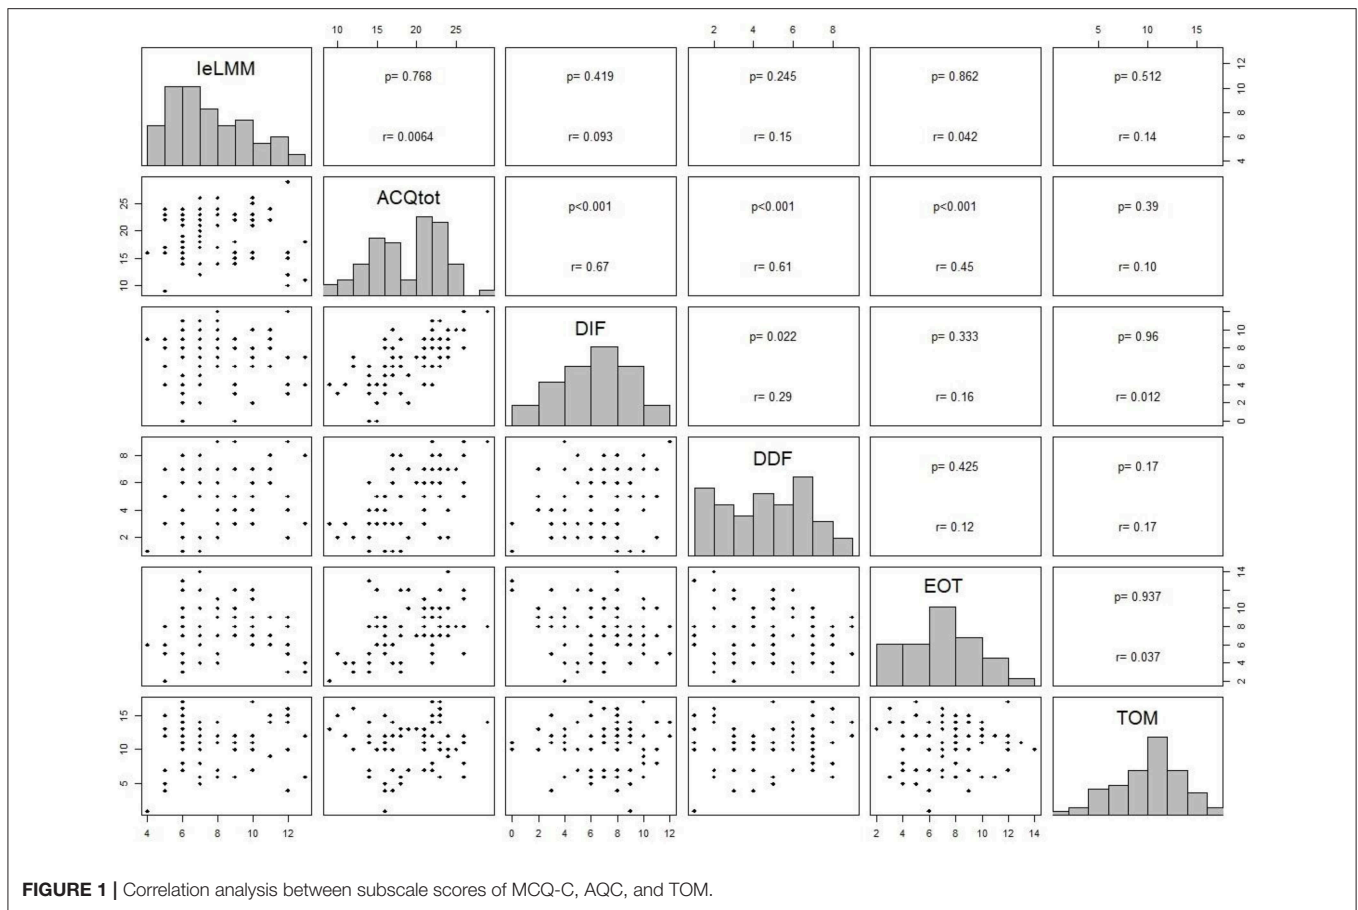 10 15 20 25 2 4 6 8 5 10 15
IeLMM p= 0.768 p= 0.419 p= 0.245 p= 0.862 p= 0.512
r= 0.0064 r= 0.093 r= 0.15 r= 0.042 r= 0.14
4 6 8 10 12
ACQtot p<0.001 p<0.001 p<0.001 p= 0.39
r= 0.67 r= 0.61 r= 0.45 r= 0.10
10 15 20 25
DIF p= 0.022 p= 0.333 p= 0.96
r= 0.29 r= 0.16 r= 0.012
0 2 4 6 8 10
DDF p= 0.425 p= 0.17
r= 0.12 r= 0.17
2 4 6 8
EOT p= 0.937
r= 0.037
2 4 6 8 10 14
TOM
5 10 15
4 6 8 10 12 0 2 4 6 8 10 12 2 4 6 8 10 12 14
FIGURE 1 | Correlation analysis between subscale scores of MCQ-C, AQC, and TOM.